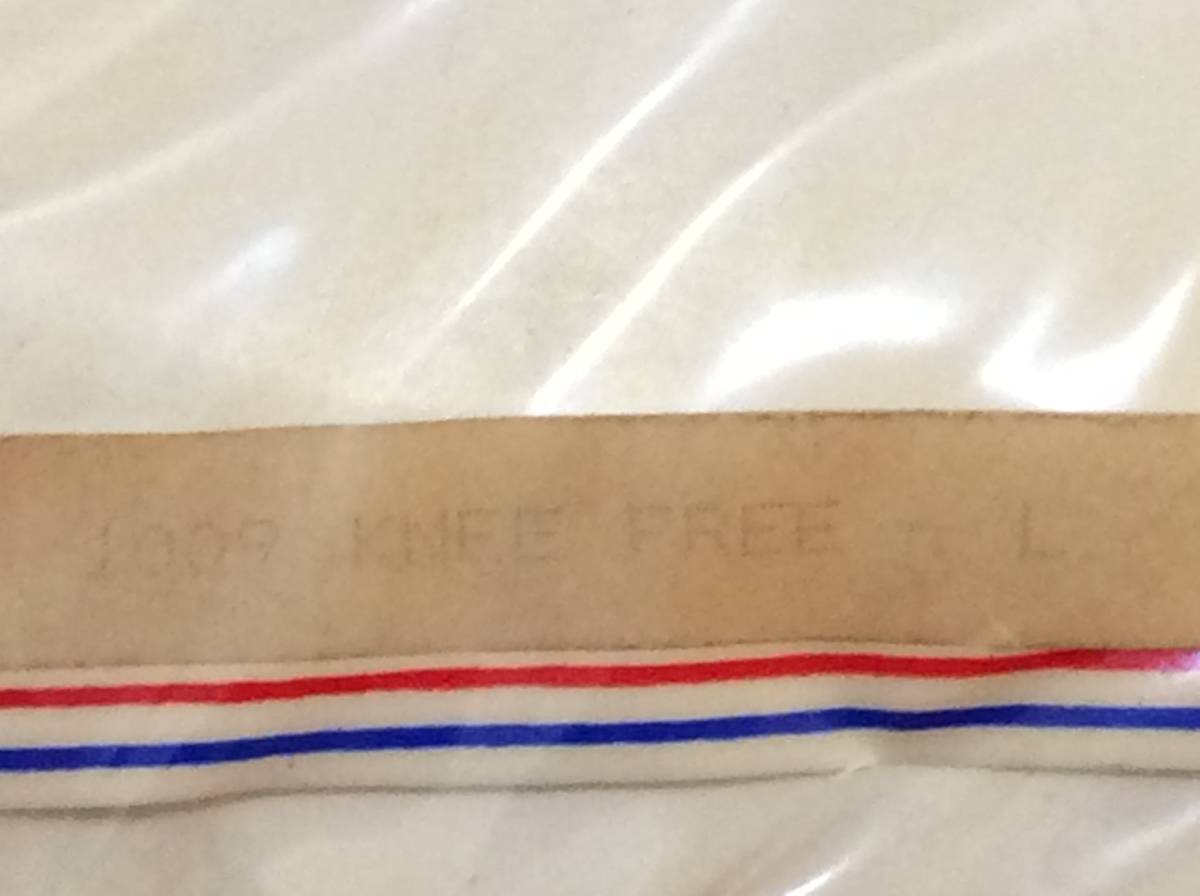 1009 KNEE FREE - L